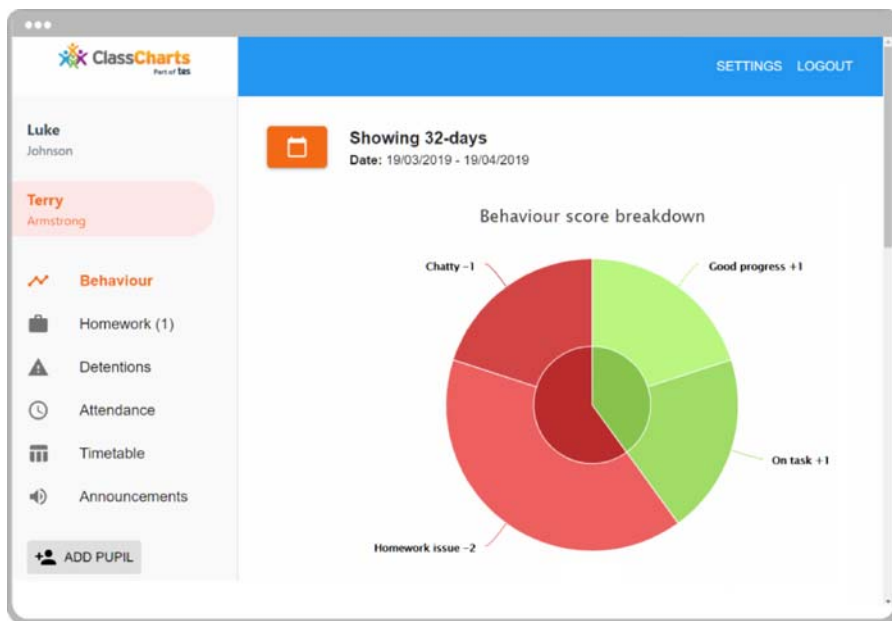 ClassCharts
Part of tes
SETTINGS LOGOUT
Luke
Johnson
Terry
Armstrong
Behaviour
Homework (1)
Detentions
Attendance
Timetable
Announcements
ADD PUPIL
Showing 32-days
Date: 19/03/2019 - 19/04/2019
Behaviour score breakdown
Chatty −1
Good progress +1
On task +1
Homework issue −2